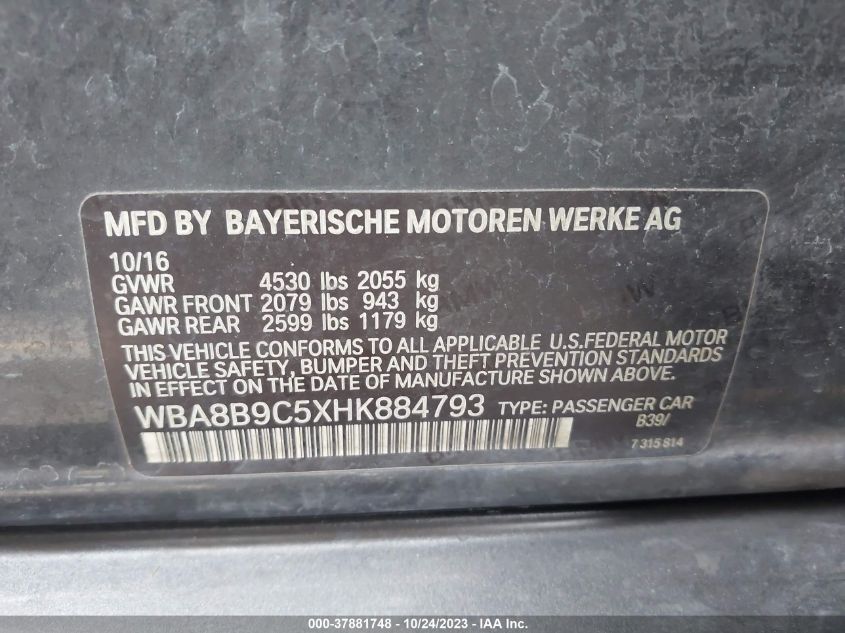 MFD BY BAYERISCHE MOTOREN WERKE AG
10/16
GVWR 4530 lbs 2055 kg
GAWR FRONT 2079 lbs 943 kg
GAWR REAR 2599 lbs 1179 kg
THIS VEHICLE CONFORMS TO ALL APPLICABLE U.S.FEDERAL MOTOR
VEHICLE SAFETY, BUMPER AND THEFT PREVENTION STANDARDS
IN EFFECT ON THE DATE OF MANUFACTURE SHOWN ABOVE.
WBA8B9C5XHK884793 TYPE: PASSENGER CAR
B39/
7 315 814
000-37881748 - 10/24/2023 - IAA Inc.